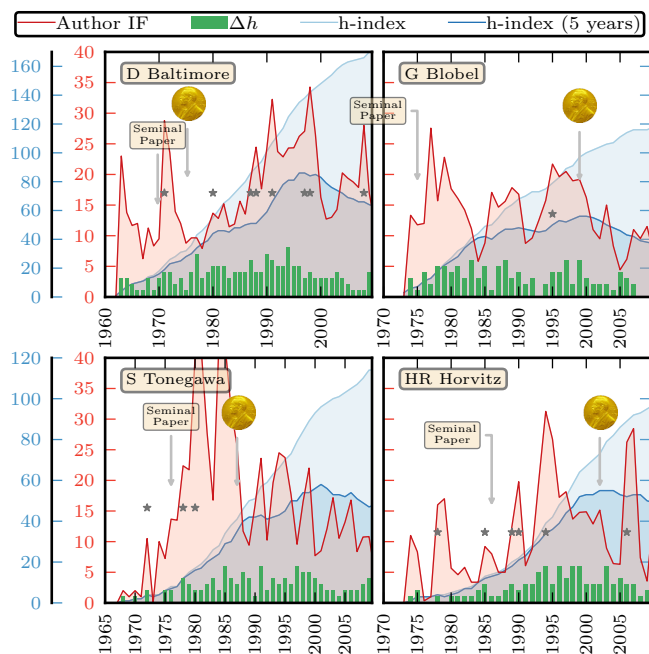 Author IF Δh h-index h-index (5 years)
160 140 120 100 80 60 40 20 0
40 35 30 25 20 15 10 5 0
D Baltimore
Seminal
Paper
1960 1970 1980 1990 2000
G Blobel
Seminal
Paper
1970 1975 1980 1985 1990 1995 2000 2005
120 100 80 60 40 20 0
40 35 30 25 20 15 10 5 0
S Tonegawa
Seminal
Paper
1965 1970 1975 1980 1985 1990 1995 2000 2005
HR Horvitz
Seminal
Paper
1970 1975 1980 1985 1990 1995 2000 2005